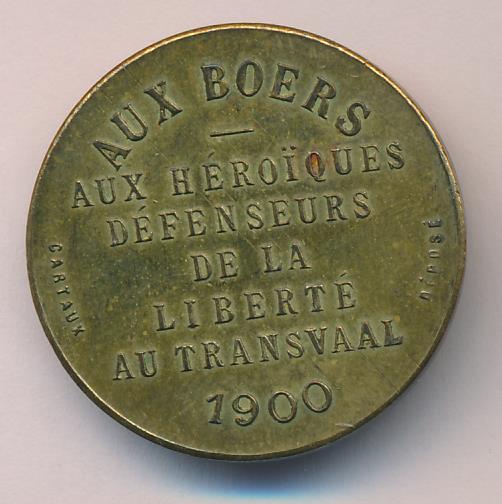 AUX BOERS
AUX HÉROÏQUES
DÉFENSEURS
DE LA
LIBERTÉ
AU TRANSVAAL
1900
CARTAUX
DÉPOSÉ